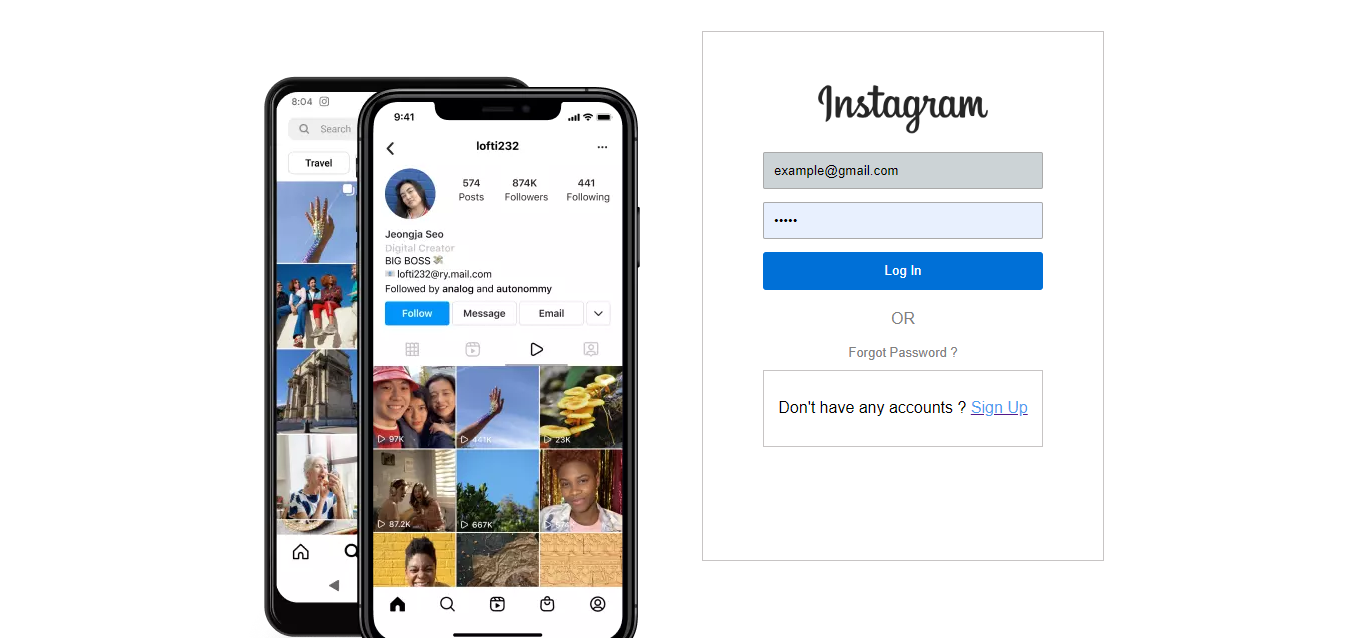 8:04
Search
Travel
9:41
lofti232
574
Posts
874K
Followers
441
Following
Jeongja Seo
Digital Creator
BIG BOSS
lofti232@ry.mail.com
Followed by analog and autonommy
Follow
Message
Email
97K
441K
23K
87.2K
667K
Instagram
example@gmail.com
•••••
Log In
OR
Forgot Password ?
Don't have any accounts ? Sign Up